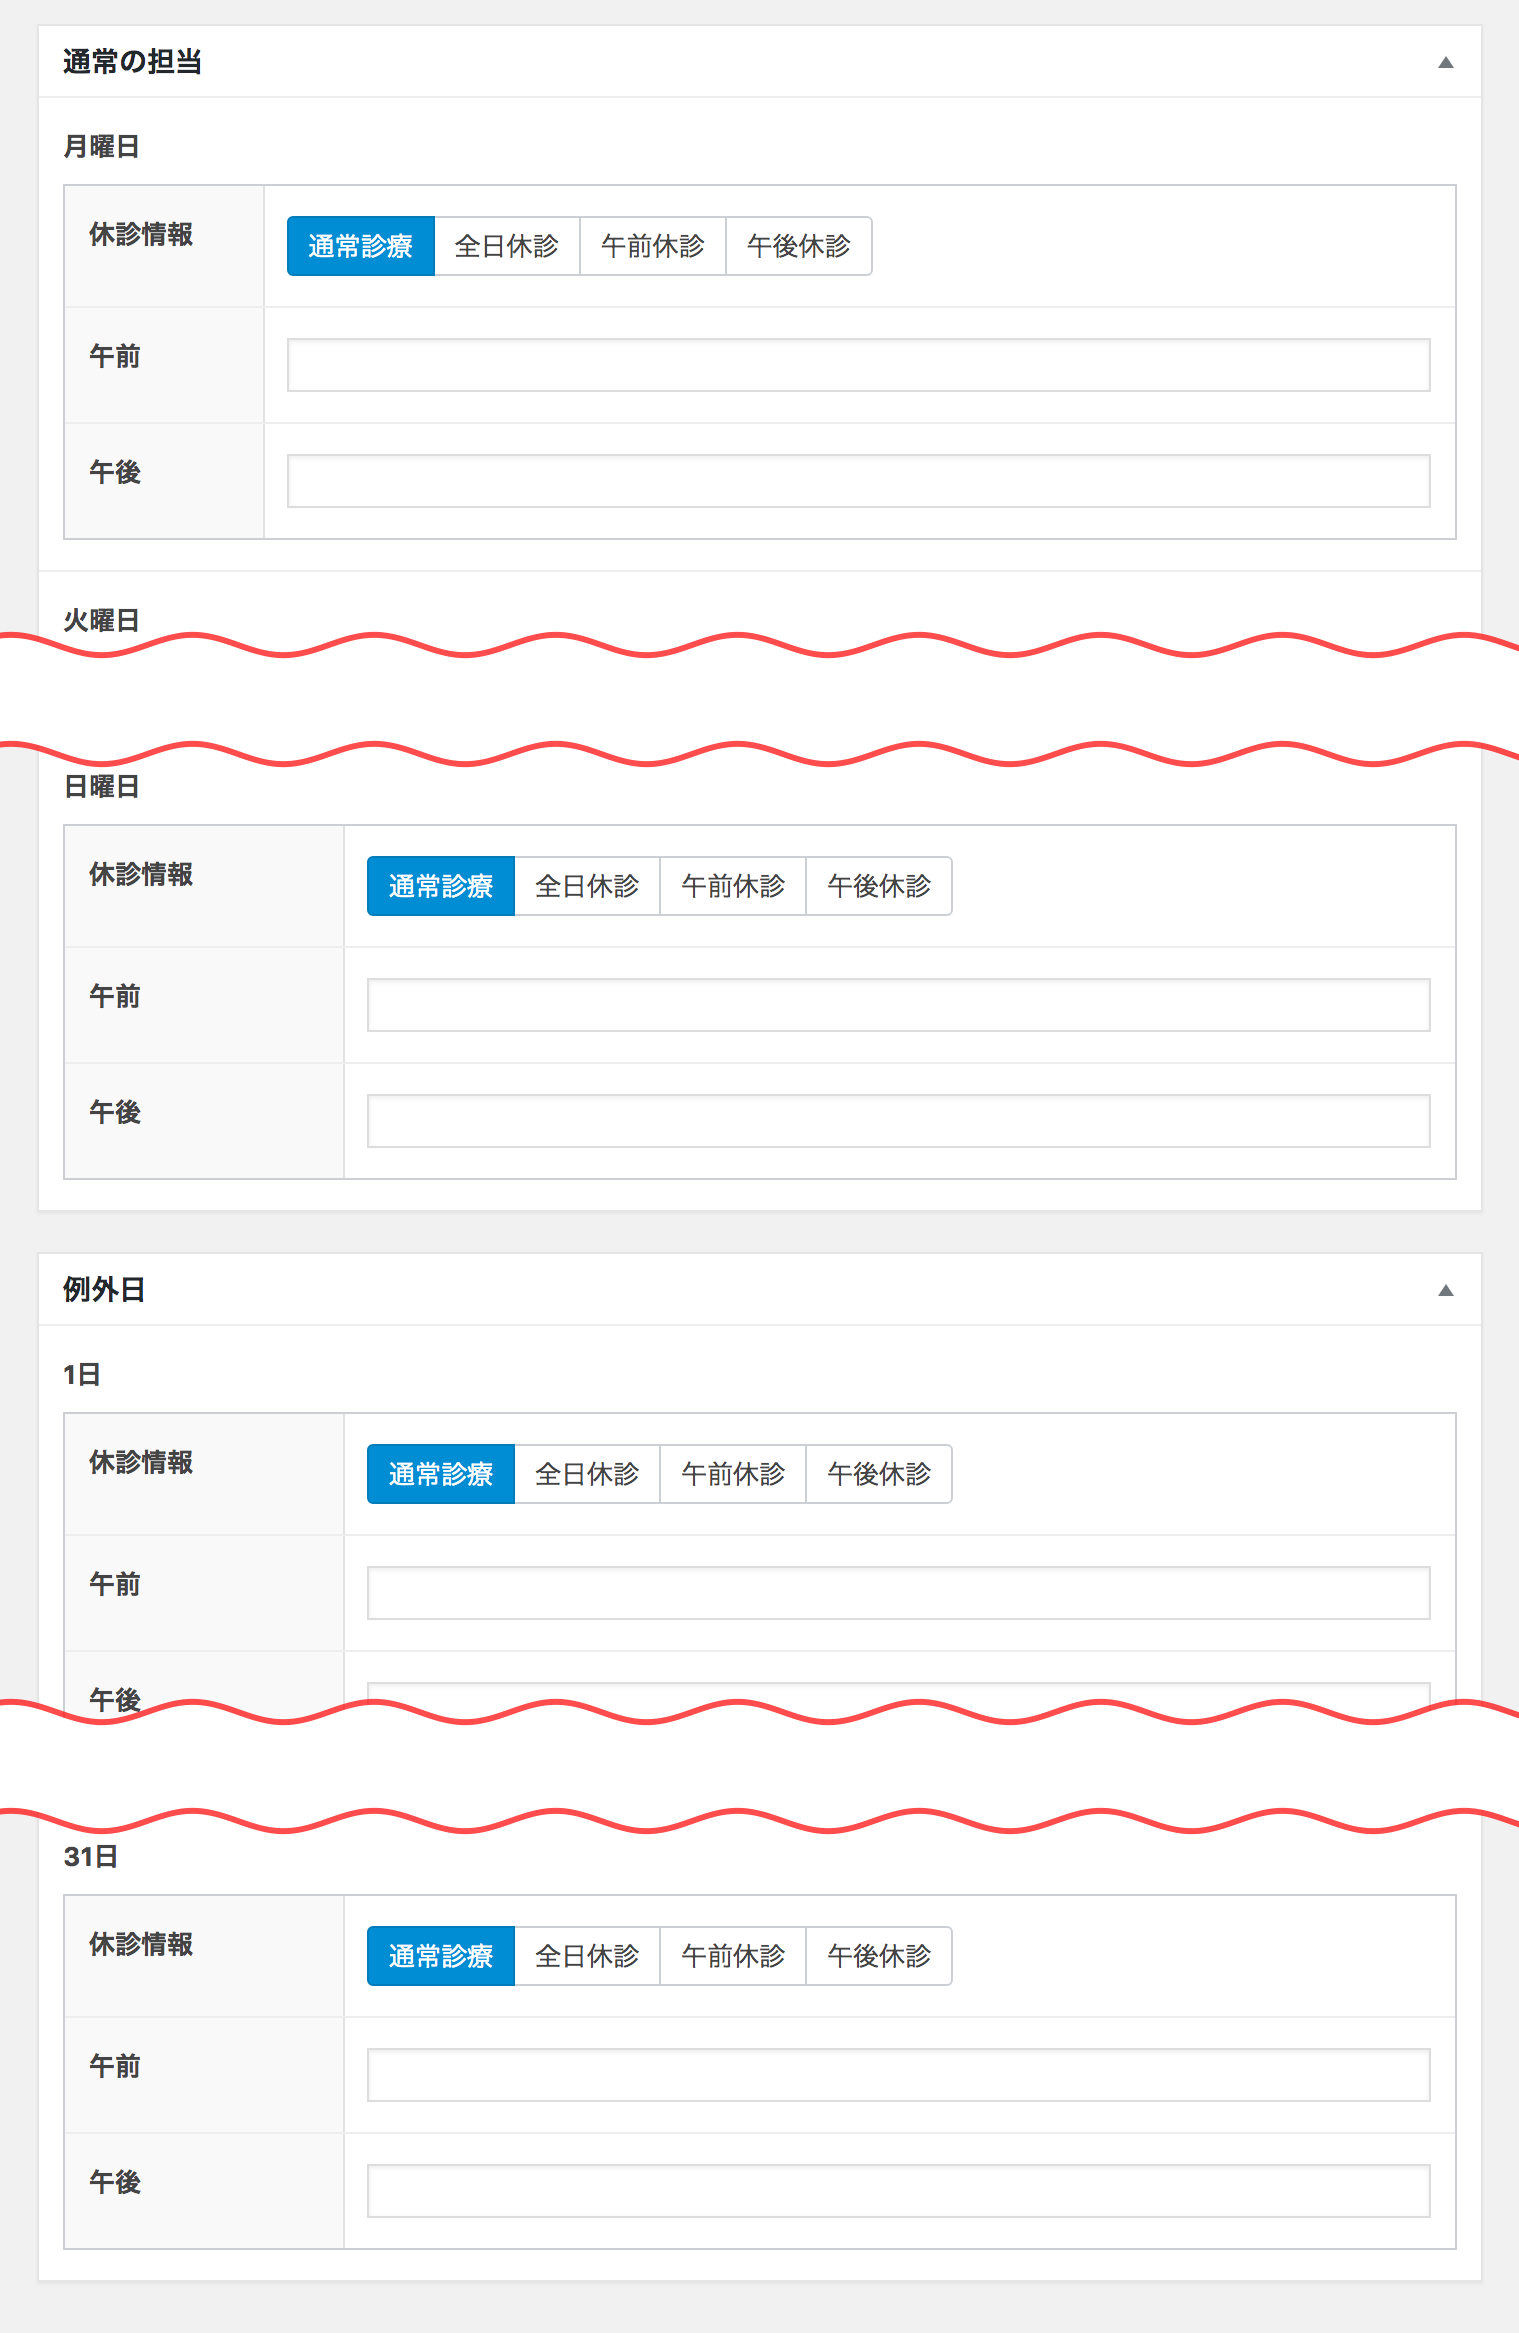 通常の担当
月曜日
休診情報 通常診療 全日休診 午前休診 午後休診
午前
午後
火曜日
日曜日
休診情報 通常診療 全日休診 午前休診 午後休診
午前
午後
例外日
1日
休診情報 通常診療 全日休診 午前休診 午後休診
午前
午後
31日
休診情報 通常診療 全日休診 午前休診 午後休診
午前
午後